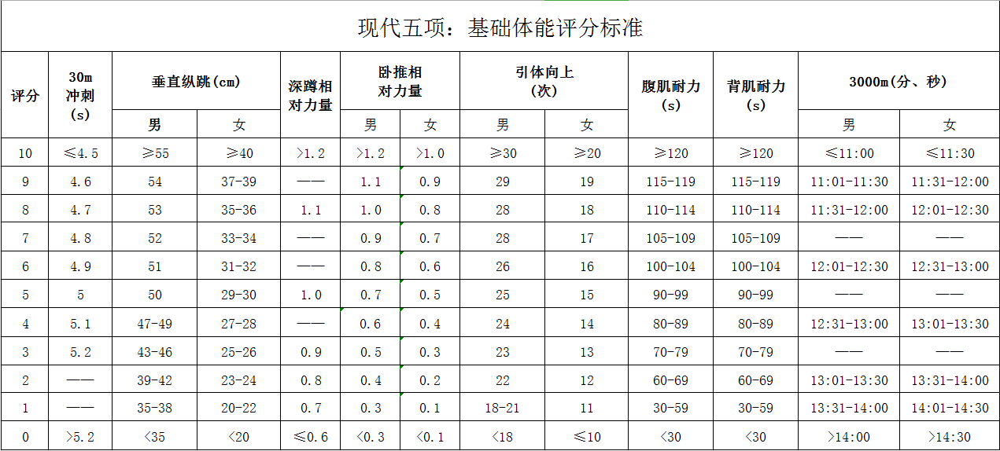 现代五项：基础体能评分标准
评分 30m冲刺(s) 垂直纵跳(cm) 深蹲相对力量 卧推相对力量 引体向上(次) 腹肌耐力(s) 背肌耐力(s) 3000m(分、秒)
男 女 男 女 男 女 男 女
10 ≤4.5 ≥55 ≥40 >1.2 >1.2 >1.0 ≥30 ≥20 ≥120 ≥120 ≤11:00 ≤11:30
9 4.6 54 37-39 —— 1.1 0.9 29 19 115-119 115-119 11:01-11:30 11:31-12:00
8 4.7 53 35-36 1.1 1.0 0.8 28 18 110-114 110-114 11:31-12:00 12:01-12:30
7 4.8 52 33-34 —— 0.9 0.7 28 17 105-109 105-109 —— ——
6 4.9 51 31-32 —— 0.8 0.6 26 16 100-104 100-104 12:01-12:30 12:31-13:00
5 5 50 29-30 1.0 0.7 0.5 25 15 90-99 90-99 —— ——
4 5.1 47-49 27-28 —— 0.6 0.4 24 14 80-89 80-89 12:31-13:00 13:01-13:30
3 5.2 43-46 25-26 0.9 0.5 0.3 23 13 70-79 70-79 —— ——
2 —— 39-42 23-24 0.8 0.4 0.2 22 12 60-69 60-69 13:01-13:30 13:31-14:00
1 —— 35-38 20-22 0.7 0.3 0.1 18-21 11 30-59 30-59 13:31-14:00 14:01-14:30
0 >5.2 <35 <20 ≤0.6 <0.3 <0.1 <18 ≤10 <30 <30 >14:00 >14:30